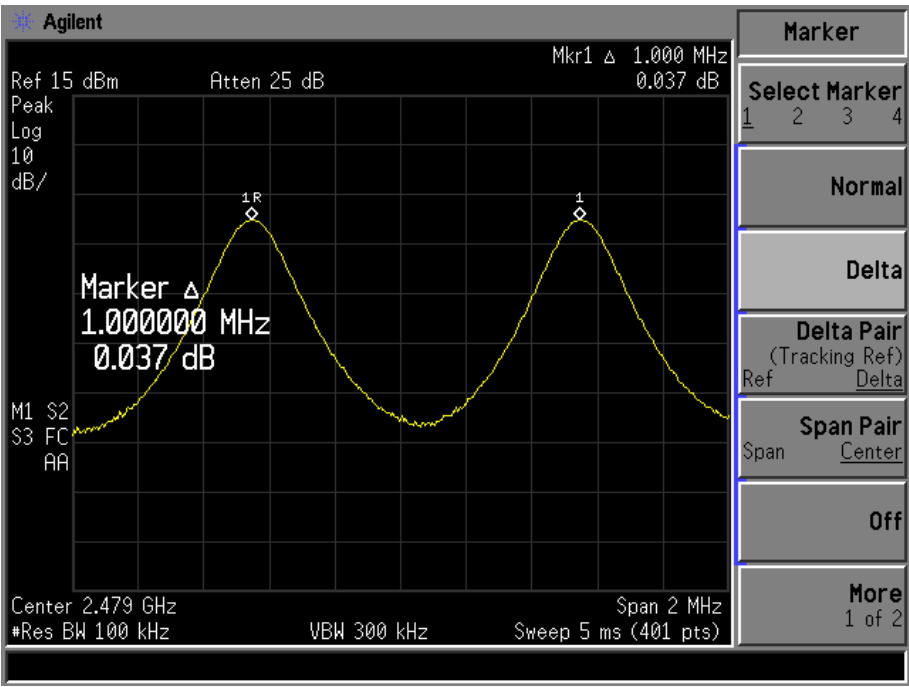 Agilent
Mkr1 Δ 1.000 MHz
Ref 15 dBm Atten 25 dB 0.037 dB
Peak
Log
10
dB/
1R
1
Marker Δ
1.000000 MHz
0.037 dB
M1 S2
S3 FC
AA
Center 2.479 GHz Span 2 MHz
#Res BW 100 kHz VBW 300 kHz Sweep 5 ms (401 pts)
Marker
Select Marker
1 2 3 4
Normal
Delta
Delta Pair
(Tracking Ref)
Ref Delta
Span Pair
Span Center
Off
More
1 of 2